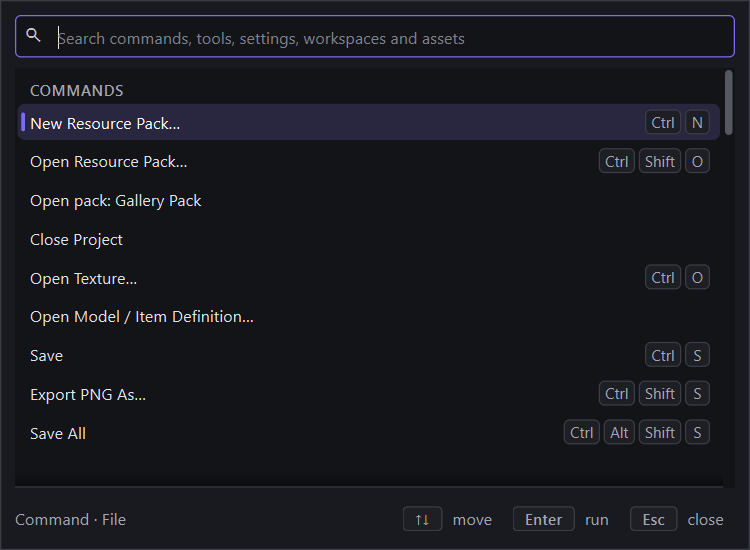 Search commands, tools, settings, workspaces and assets
COMMANDS
New Resource Pack... Ctrl N
Open Resource Pack... Ctrl Shift O
Open pack: Gallery Pack
Close Project
Open Texture... Ctrl O
Open Model / Item Definition...
Save Ctrl S
Export PNG As... Ctrl Shift S
Save All Ctrl Alt Shift S
Command · File ↑↓ move Enter run Esc close